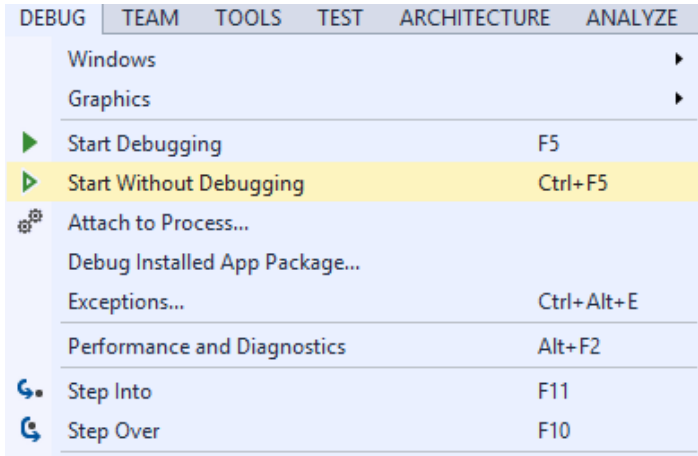 DEBUG TEAM TOOLS TEST ARCHITECTURE ANALYZE
Windows
Graphics
Start Debugging F5
Start Without Debugging Ctrl+F5
Attach to Process...
Debug Installed App Package...
Exceptions... Ctrl+Alt+E
Performance and Diagnostics Alt+F2
Step Into F11
Step Over F10